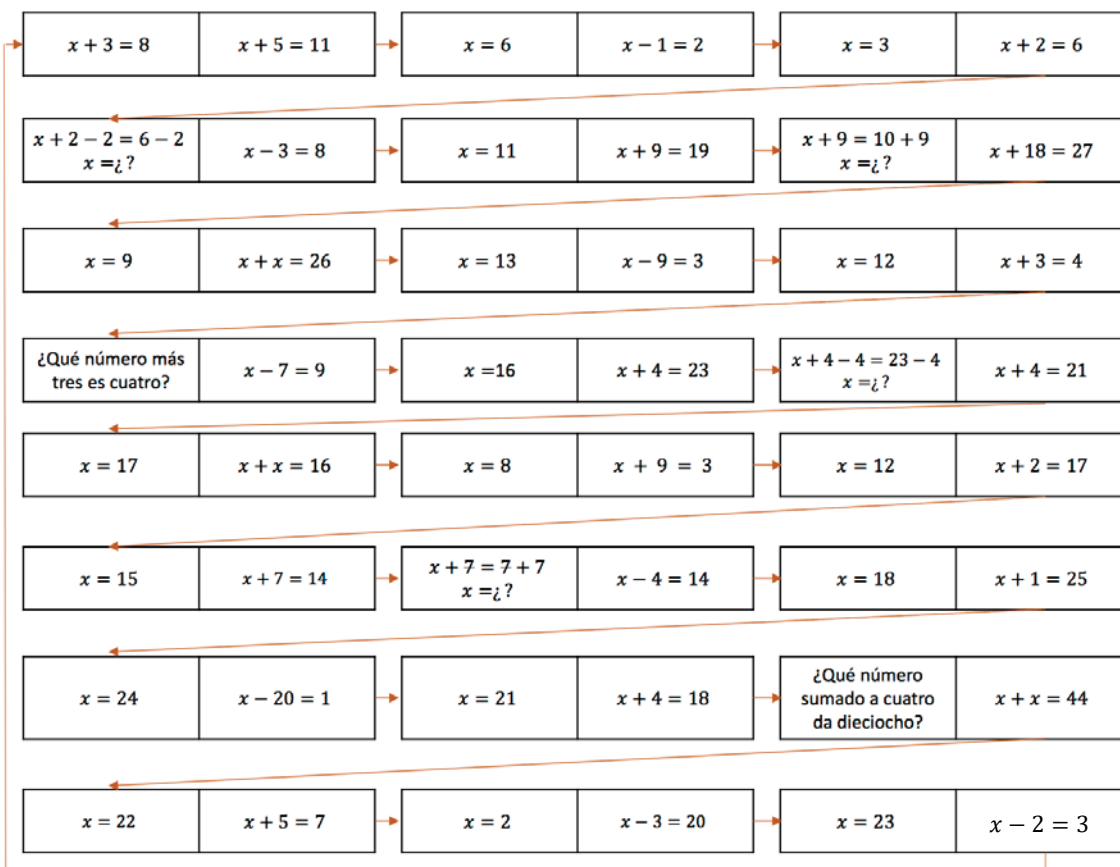 x + 3 = 8
x + 5 = 11
x = 6
x − 1 = 2
x = 3
x + 2 = 6
x + 2 − 2 = 6 − 2
x =¿?
x − 3 = 8
x = 11
x + 9 = 19
x + 9 = 10 + 9
x =¿?
x + 18 = 27
x = 9
x + x = 26
x = 13
x − 9 = 3
x = 12
x + 3 = 4
¿Qué número más
tres es cuatro?
x − 7 = 9
x =16
x + 4 = 23
x + 4 − 4 = 23 − 4
x =¿?
x + 4 = 21
x = 17
x + x = 16
x = 8
x + 9 = 3
x = 12
x + 2 = 17
x = 15
x + 7 = 14
x + 7 = 7 + 7
x =¿?
x − 4 = 14
x = 18
x + 1 = 25
x = 24
x − 20 = 1
x = 21
x + 4 = 18
¿Qué número
sumado a cuatro
da dieciocho?
x + x = 44
x = 22
x + 5 = 7
x = 2
x − 3 = 20
x = 23
x − 2 = 3